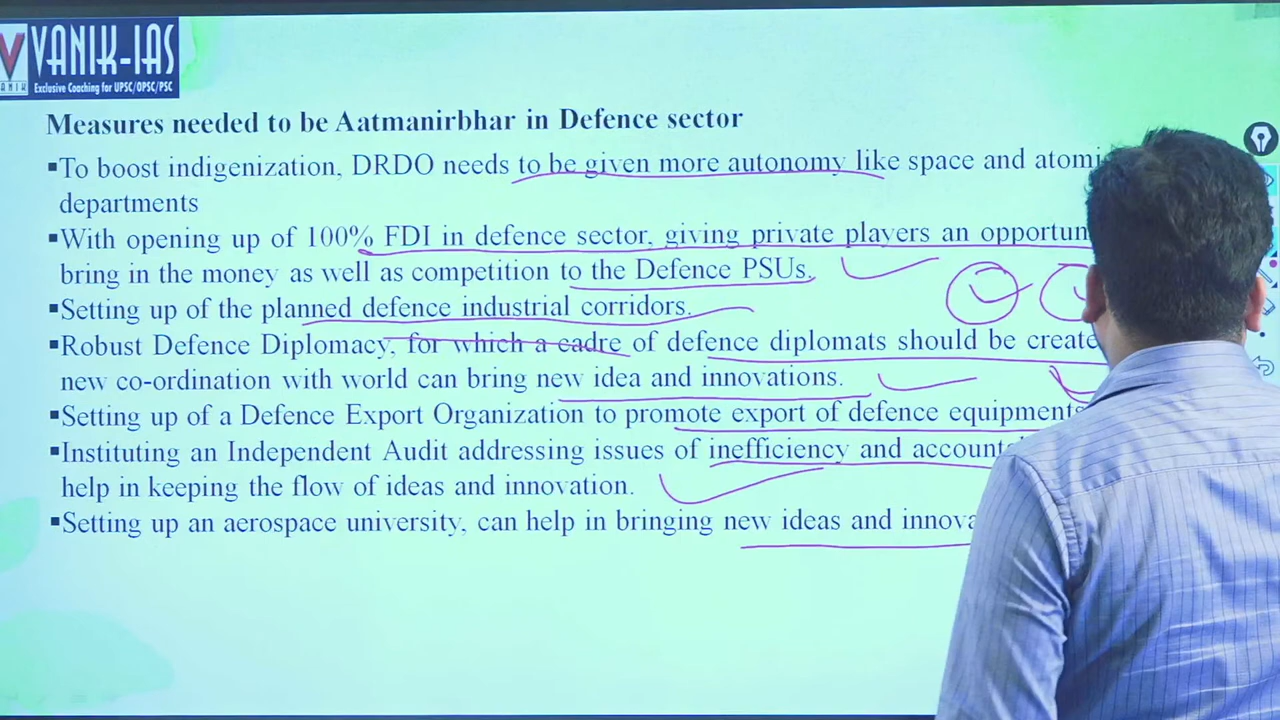 VANIK-IAS
VANIK
Exclusive Coaching for UPSC/OPSC/PSC
Measures needed to be Aatmanirbhar in Defence sector
▪To boost indigenization, DRDO needs to be given more autonomy like space and
departments
▪With opening up of 100% FDI in defence sector, giving private players an
bring in the money as well as competition to the Defence PSUs.
▪Setting up of the planned defence industrial corridors.
▪Robust Defence Diplomacy, for which a cadre of defence diplomats should be
new co-ordination with world can bring new idea and innovations.
▪Setting up of a Defence Export Organization to promote export of defence equipments
▪Instituting an Independent Audit addressing issues of inefficiency and
help in keeping the flow of ideas and innovation.
▪Setting up an aerospace university, can help in bringing new ideas and